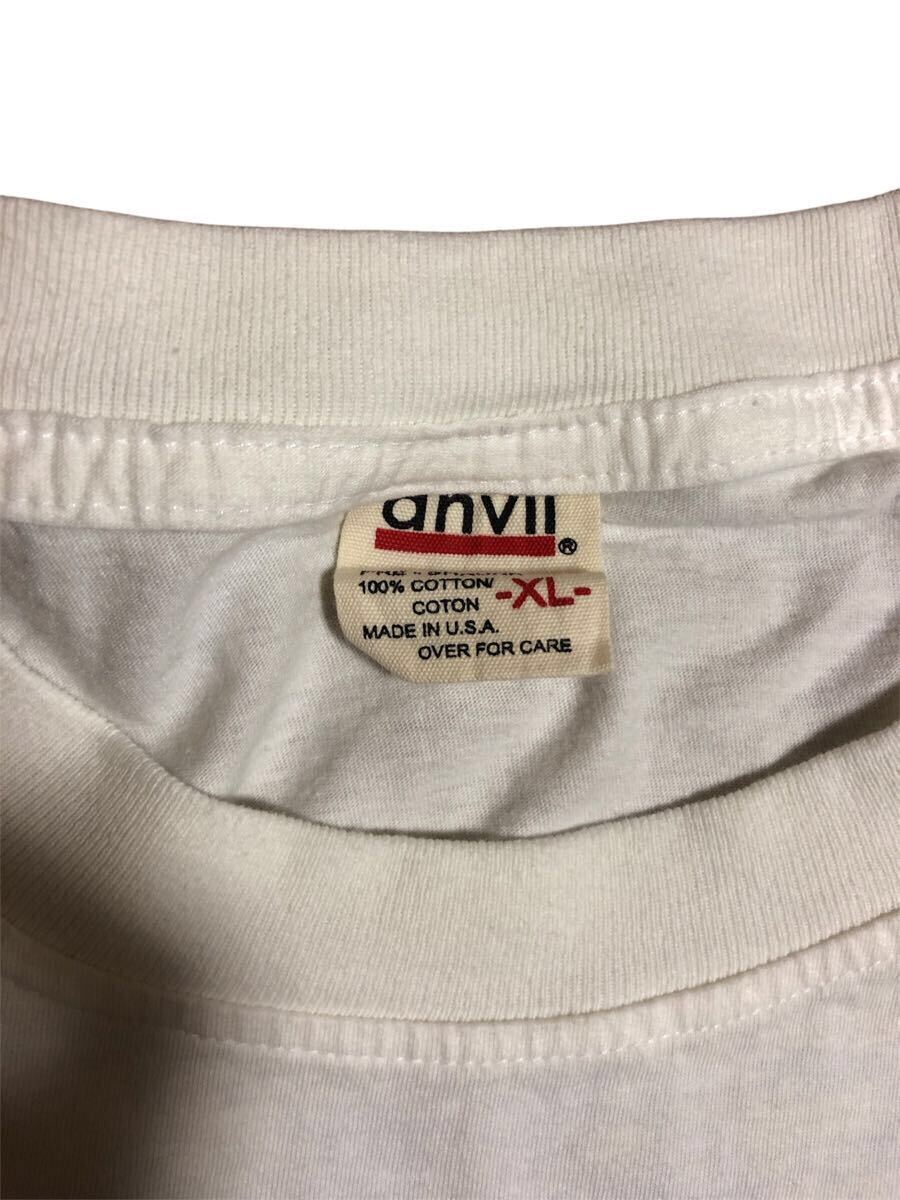 anvil®
100% COTTON/
COTON
-XL-
MADE IN U.S.A.
OVER FOR CARE